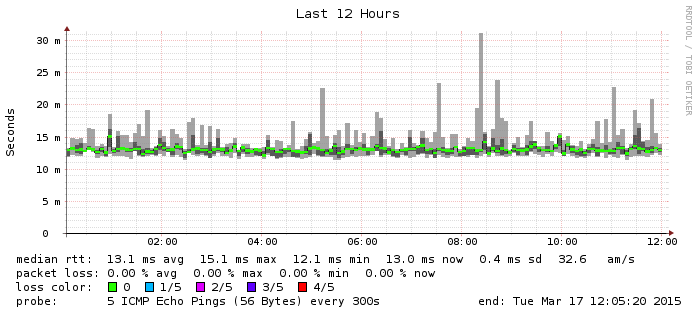 Last 12 Hours
RRDTOOL / TOBI OETIKER
Seconds
30 m
25 m
20 m
15 m
10 m
5 m
0
02:00 04:00 06:00 08:00 10:00 12:00
median rtt: 13.1 ms avg 15.1 ms max 12.1 ms min 13.0 ms now 0.4 ms sd 32.6 am/s
packet loss: 0.00 % avg 0.00 % max 0.00 % min 0.00 % now
loss color: 0 1/5 2/5 3/5 4/5
probe: 5 ICMP Echo Pings (56 Bytes) every 300s end: Tue Mar 17 12:05:20 2015